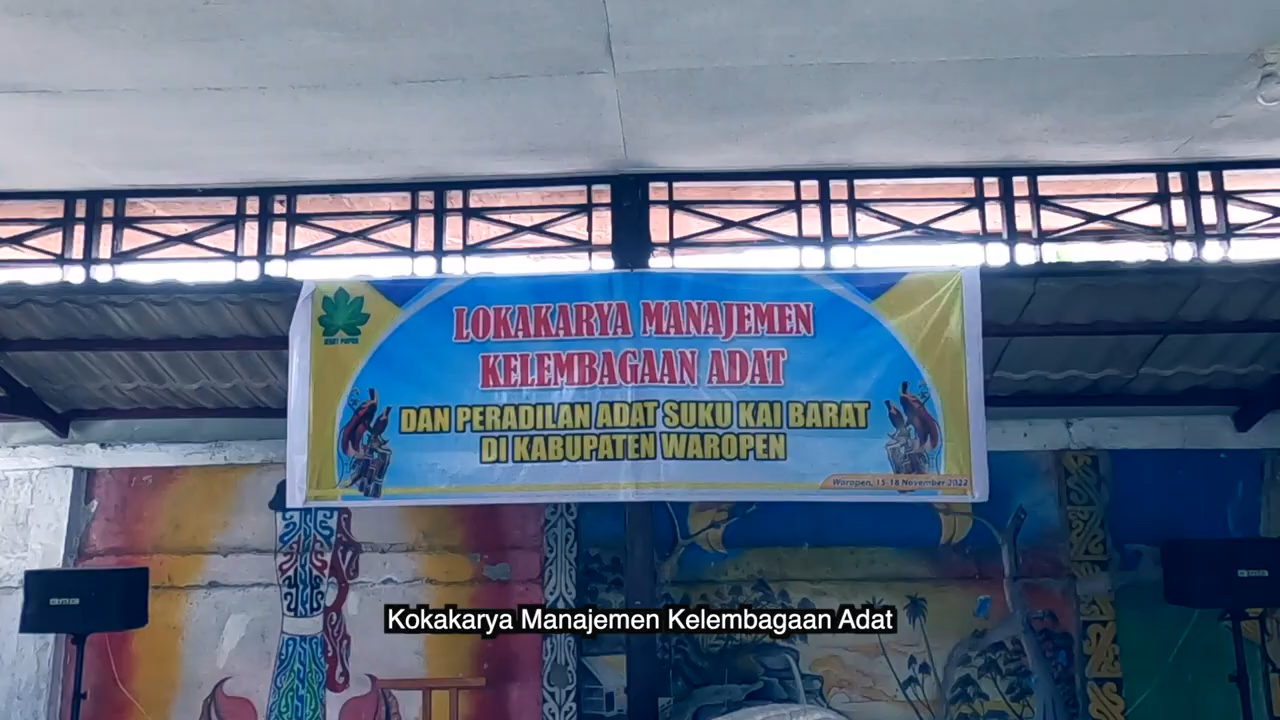 LOKAKARYA MANAJEMEN
KELEMBAGAAN ADAT
DAN PERADILAN ADAT SUKU KAI BARAT
DI KABUPATEN WAROPEN
Waropen, 15-18 November 2022
Kokakarya Manajemen Kelembagaan Adat